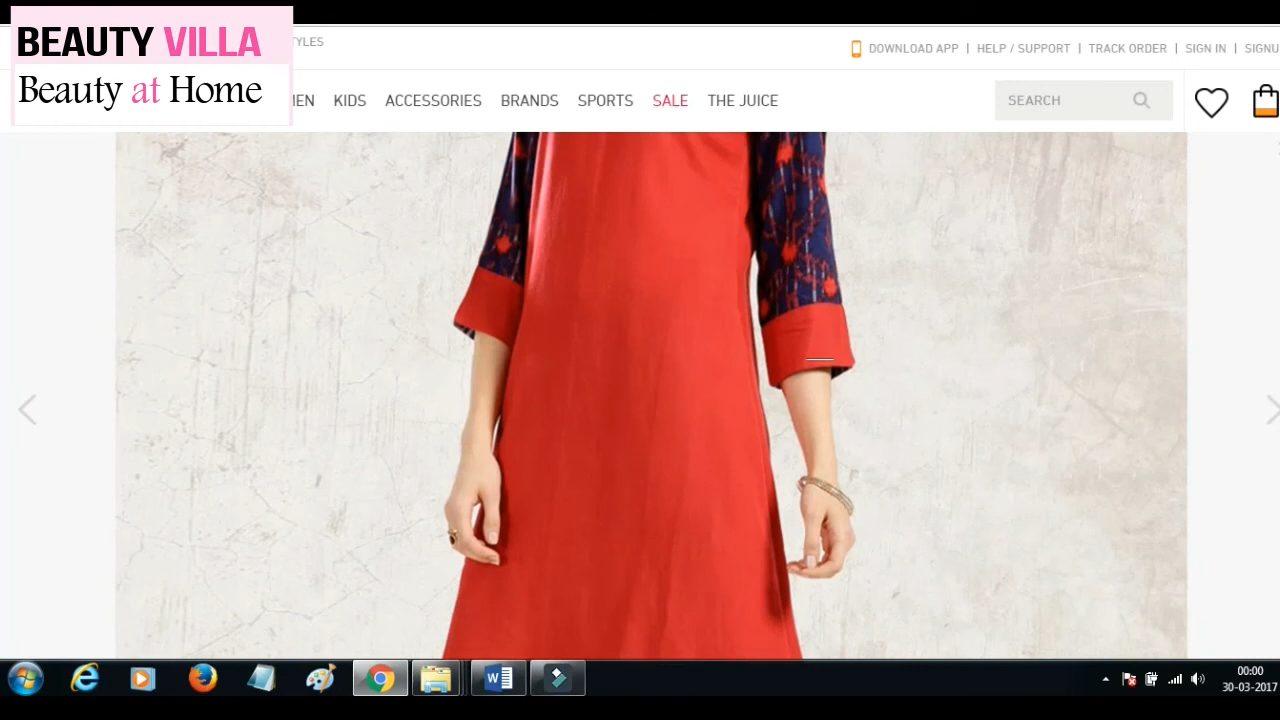 BEAUTY VILLA
Beauty at Home
TYLES
DOWNLOAD APP | HELP / SUPPORT | TRACK ORDER | SIGN IN | SIGNU
EN KIDS ACCESSORIES BRANDS SPORTS SALE THE JUICE
SEARCH
W
00:00
30-03-2017